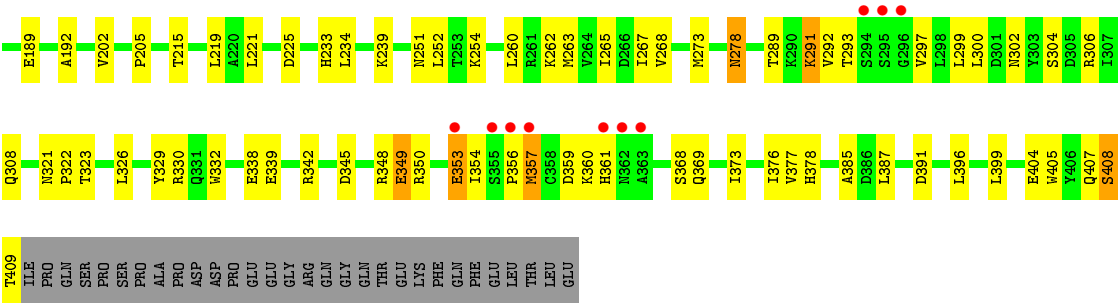 E189 A192 V202 P205 T215 L219 A220 L221 D225 H233 L234 K239 N251 L252 T253 K254 L260 R261 K262 M263 V264 I265 D266 I267 V268 M273 N278 T289 K290 K291 V292 T293 S294 S295 G296 V297 L298 L299 L300 D301 N302 Y303 S304 D305 R306 I307
Q308 N321 P322 T323 L326 Y329 R330 Q331 W332 E338 E339 R342 D345 R348 E349 R350 E353 I354 S355 P356 M357 C358 D359 K360 H361 N362 A363 S368 Q369 I373 I376 V377 H378 A385 D386 L387 D391 L396 L399 E404 W405 Y406 Q407 S408
T409 ILE PRO GLN SER PRO SER PRO ALA PRO ASP ASP PRO GLU GLU GLY ARG GLN GLY GLN THR GLU LYS PHE GLN PHE GLU LEU THR LEU GLU